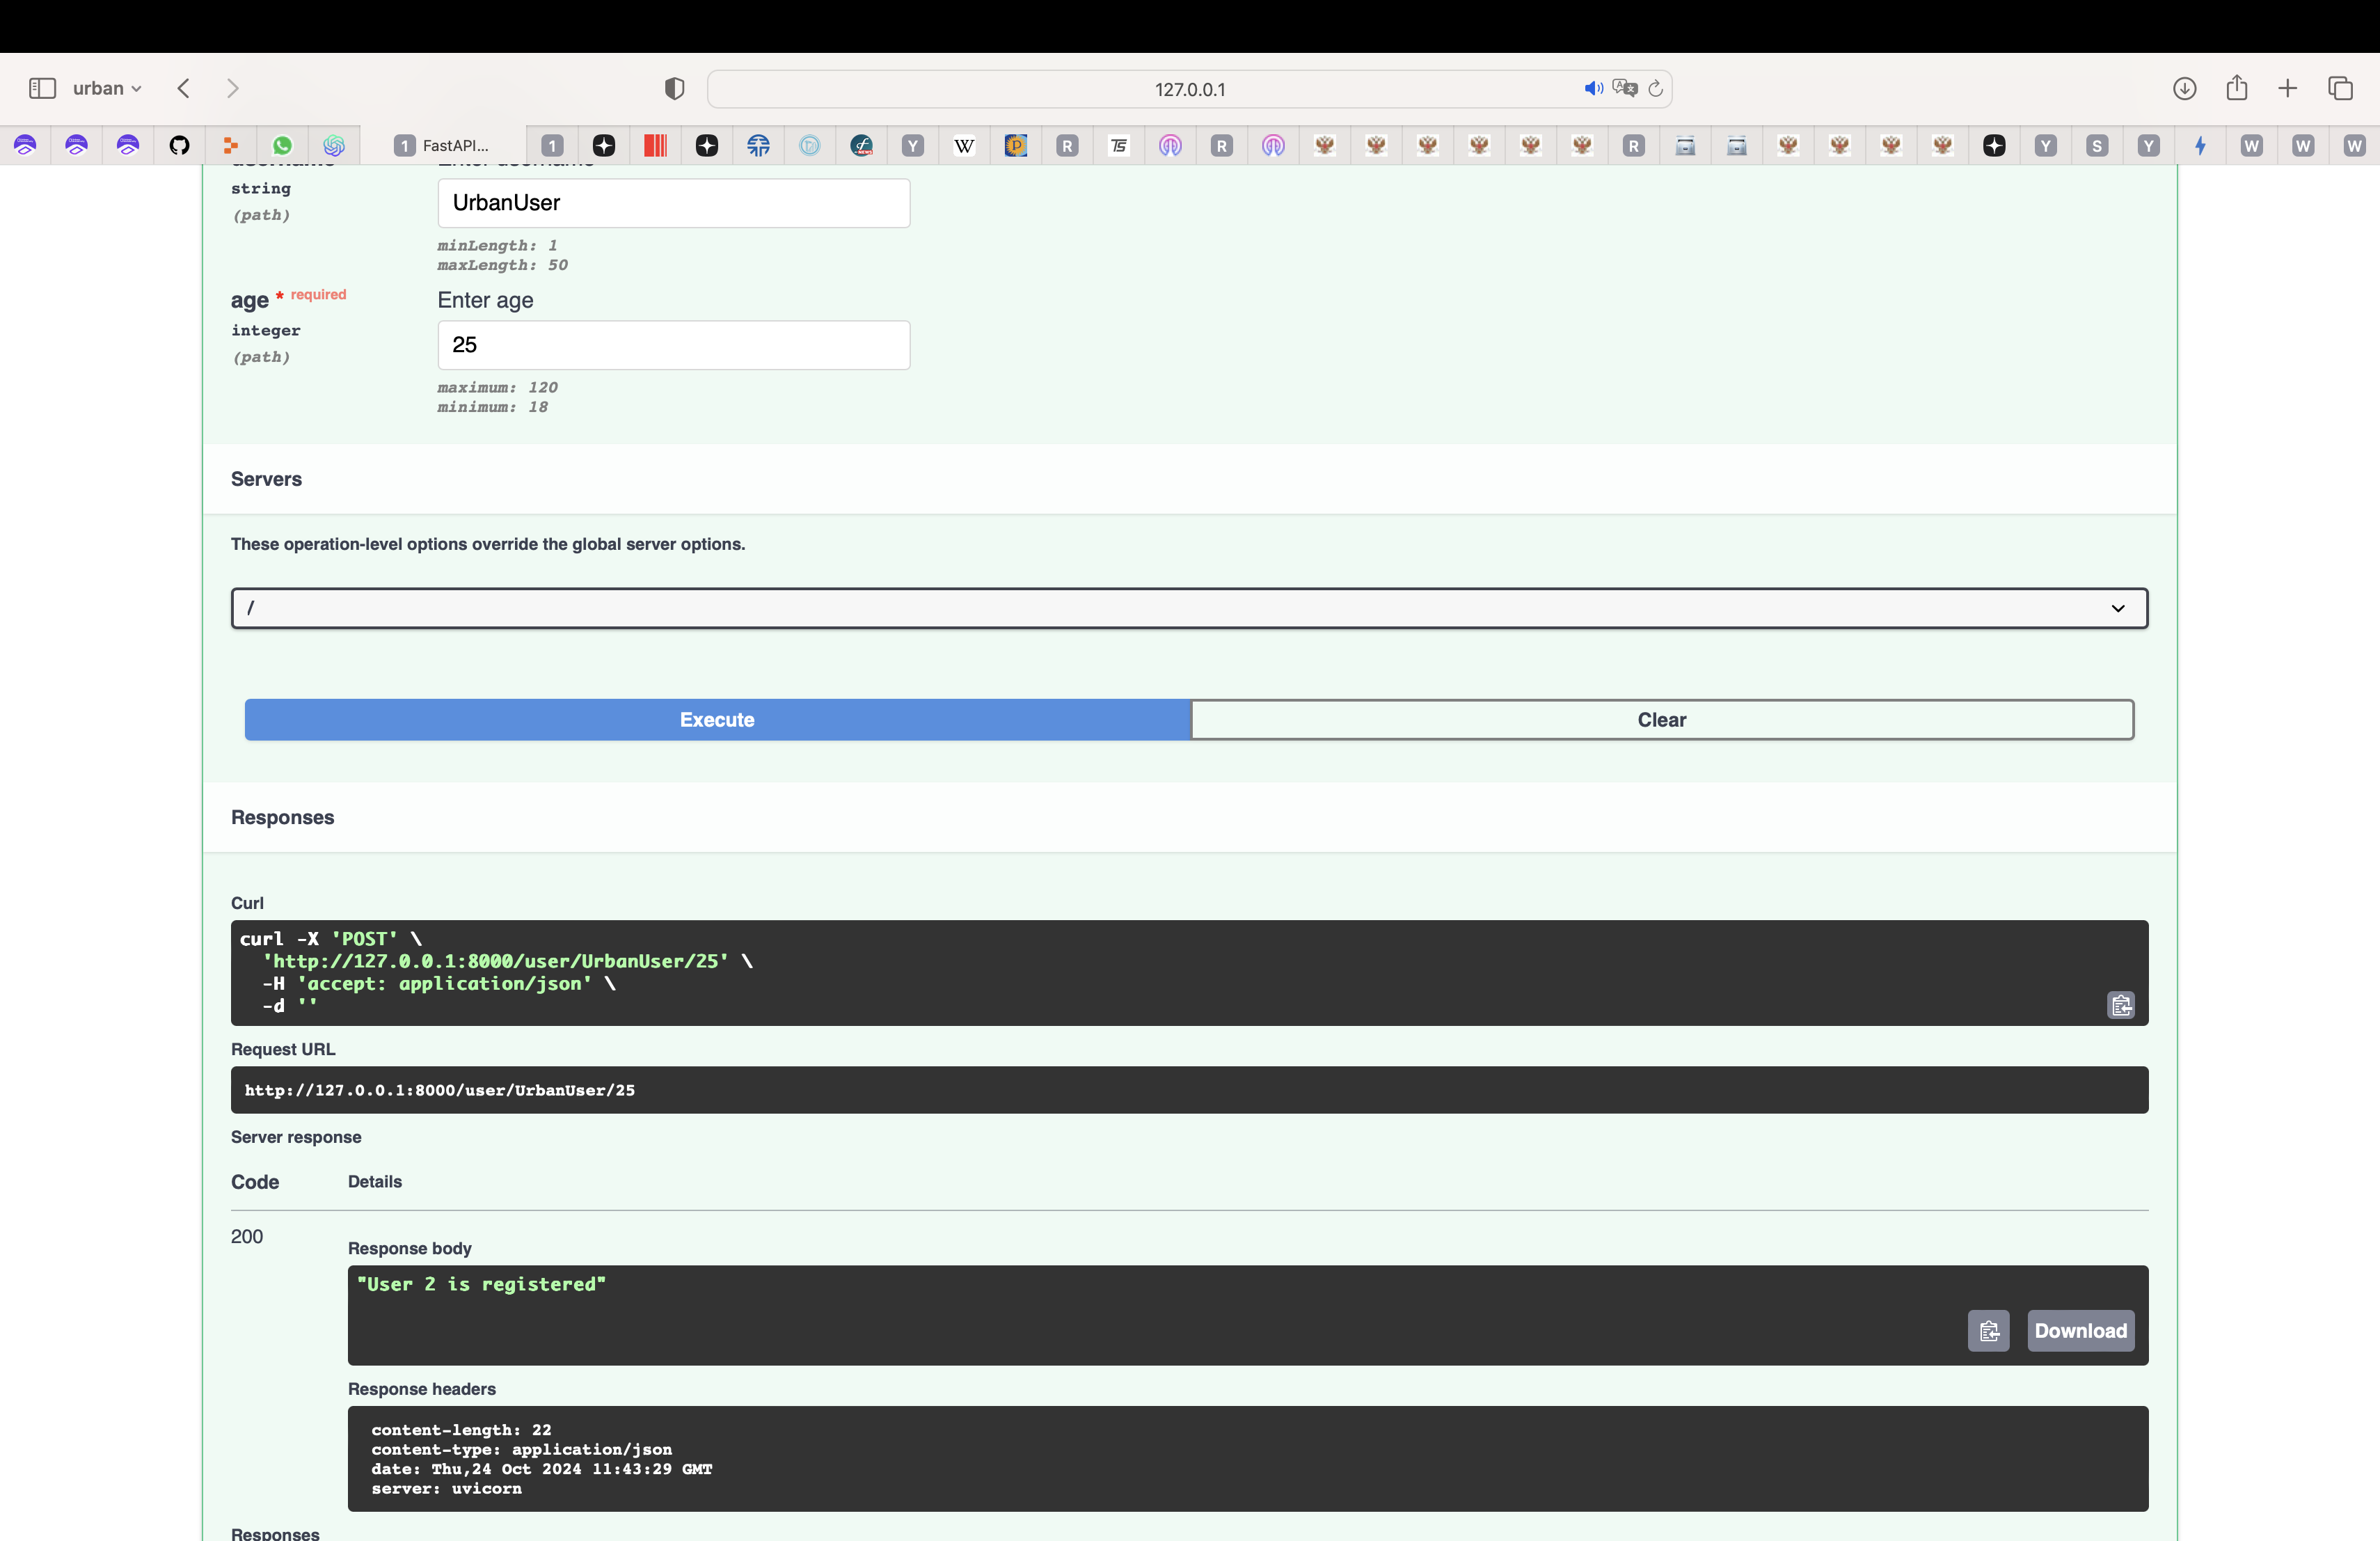 urban
127.0.0.1
1 FastAPI...
1
Y
W
P
R
TS
R
R
Y
S
Y
W
W
W
string
UrbanUser
(path)
minLength: 1
maxLength: 50
age * required
Enter age
integer
25
(path)
maximum: 120
minimum: 18
Servers
These operation-level options override the global server options.
/
Execute
Clear
Responses
Curl
curl -X 'POST' \
'http://127.0.0.1:8000/user/UrbanUser/25' \
-H 'accept: application/json' \
-d ''
Request URL
http://127.0.0.1:8000/user/UrbanUser/25
Server response
Code Details
200
Response body
"User 2 is registered"
Download
Response headers
content-length: 22
content-type: application/json
date: Thu,24 Oct 2024 11:43:29 GMT
server: uvicorn
Responses